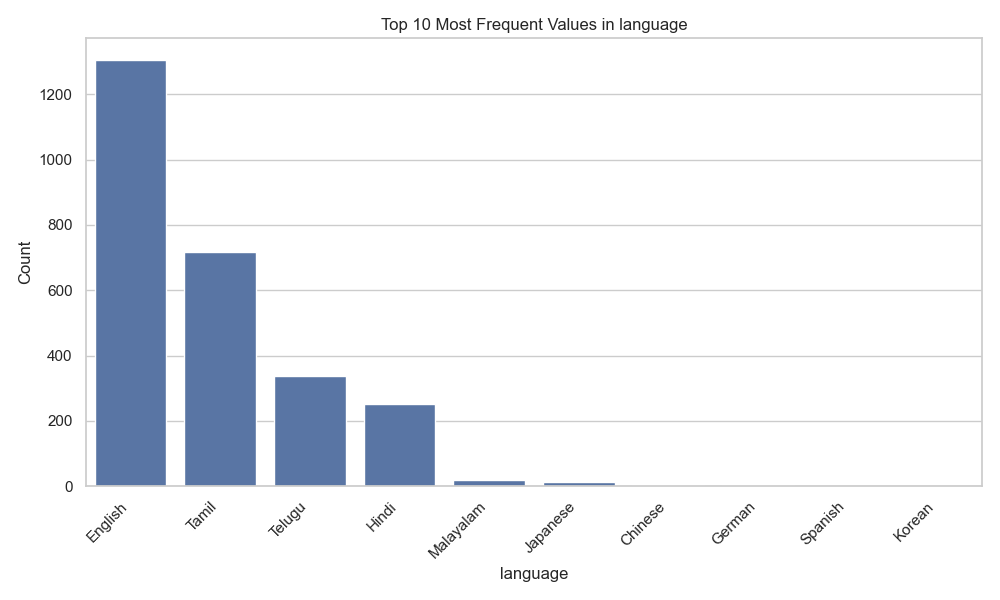 Top 10 Most Frequent Values in language
Count
1200
1000
800
600
400
200
0
English
Tamil
Telugu
Hindi
Malayalam
Japanese
Chinese
German
Spanish
Korean
language